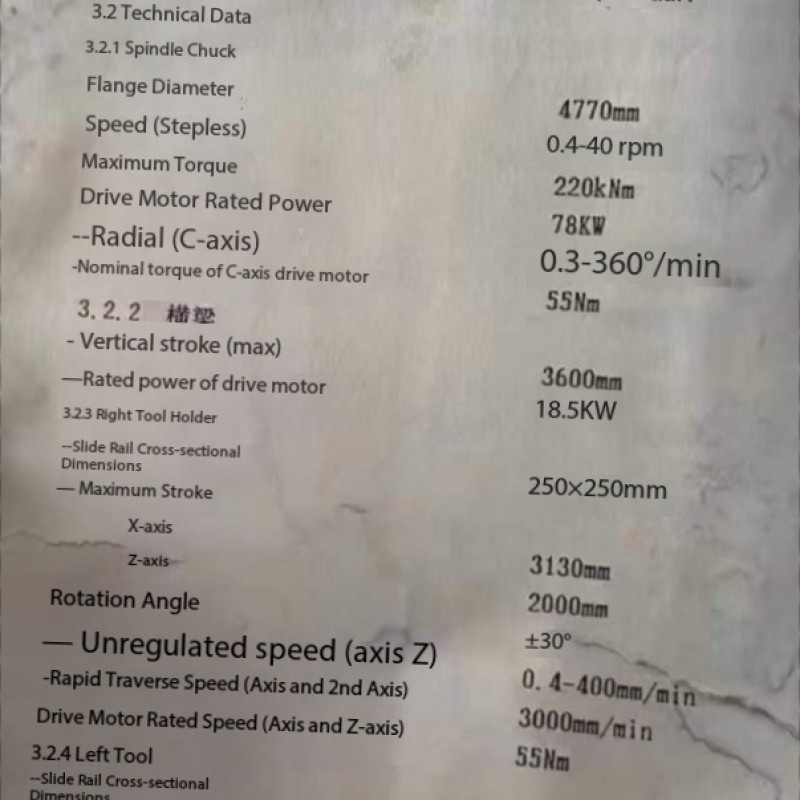 3.2 Technical Data
3.2.1 Spindle Chuck
Flange Diameter 4770mm
Speed (Stepless) 0.4-40 rpm
Maximum Torque 220kNm
Drive Motor Rated Power 78KW
--Radial (C-axis) 0.3-360°/min
-Nominal torque of C-axis drive motor 55Nm
3.2.2 横梁
- Vertical stroke (max) 3600mm
—Rated power of drive motor 18.5KW
3.2.3 Right Tool Holder
--Slide Rail Cross-sectional
Dimensions 250×250mm
— Maximum Stroke
X-axis 3130mm
Z-axis 2000mm
Rotation Angle ±30°
— Unregulated speed (axis Z) 0.4-400mm/min
-Rapid Traverse Speed (Axis and 2nd Axis) 3000mm/min
Drive Motor Rated Speed (Axis and Z-axis) 55Nm
3.2.4 Left Tool
--Slide Rail Cross-sectional
Dimensions